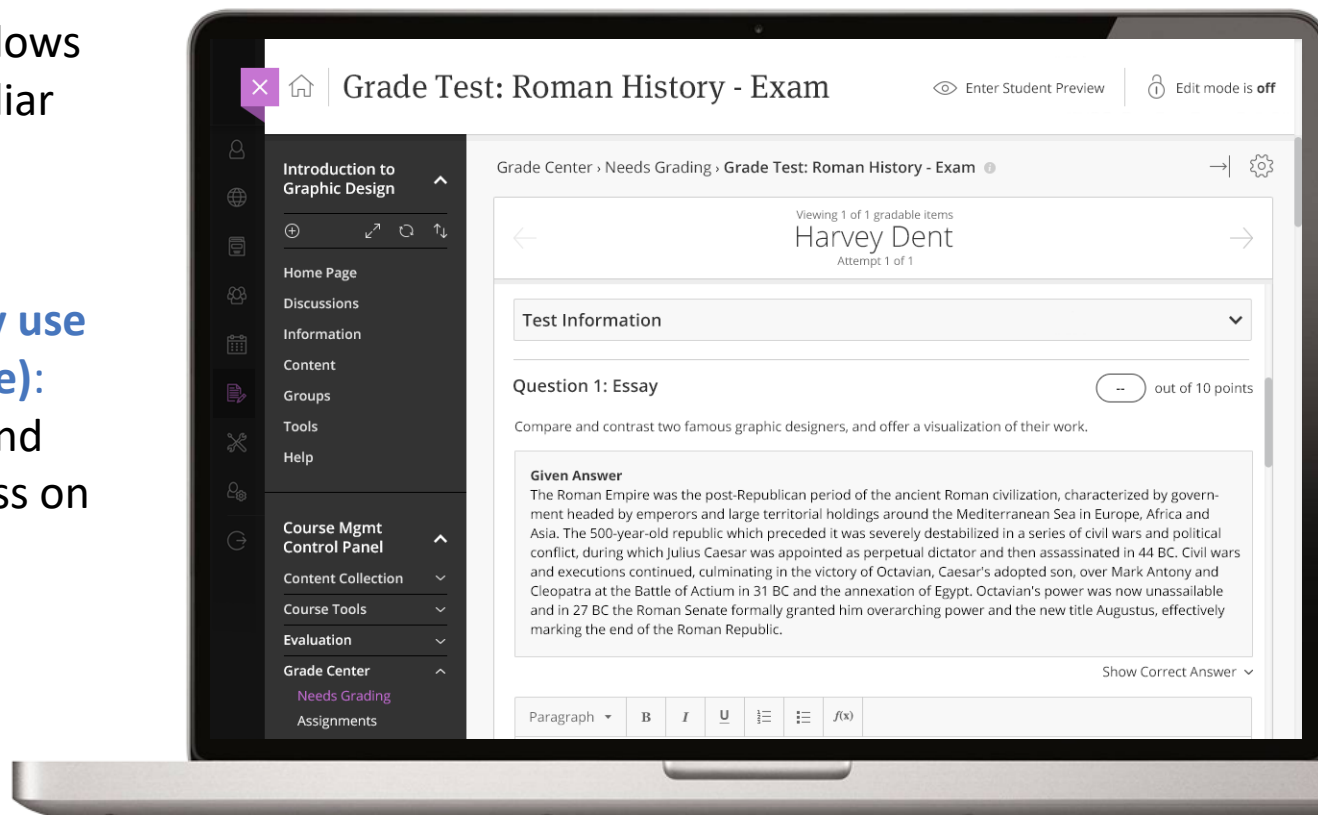 Grade Test: Roman History - Exam
Enter Student Preview
Edit mode is off
Introduction to
Graphic Design
Home Page
Discussions
Information
Content
Groups
Tools
Help
Course Mgmt
Control Panel
Content Collection
Course Tools
Evaluation
Grade Center
Needs Grading
Assignments
Grade Center › Needs Grading › Grade Test: Roman History - Exam
Viewing 1 of 1 gradable items
Harvey Dent
Attempt 1 of 1
Test Information
Question 1: Essay
-- out of 10 points
Compare and contrast two famous graphic designers, and offer a visualization of their work.
Given Answer
The Roman Empire was the post-Republican period of the ancient Roman civilization, characterized by govern-
ment headed by emperors and large territorial holdings around the Mediterranean Sea in Europe, Africa and
Asia. The 500-year-old republic which preceded it was severely destabilized in a series of civil wars and political
conflict, during which Julius Caesar was appointed as perpetual dictator and then assassinated in 44 BC. Civil wars
and executions continued, culminating in the victory of Octavian, Caesar's adopted son, over Mark Antony and
Cleopatra at the Battle of Actium in 31 BC and the annexation of Egypt. Octavian's power was now unassailable
and in 27 BC the Roman Senate formally granted him overarching power and the new title Augustus, effectively
marking the end of the Roman Republic.
Show Correct Answer
Paragraph B I U f(x)
use
on